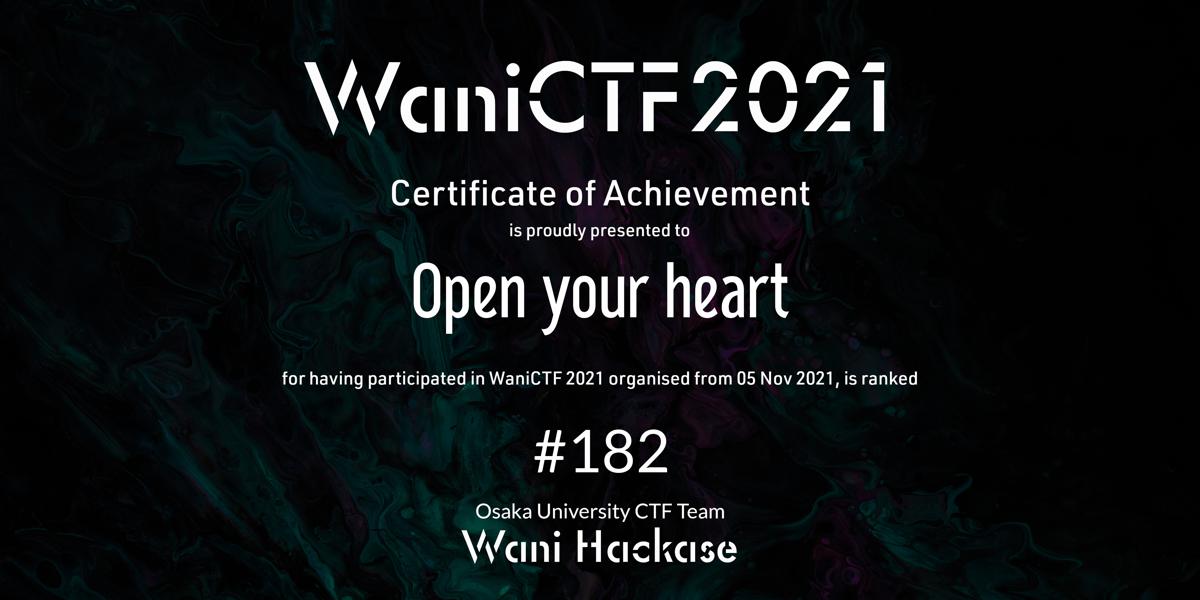 WaniCTF2021
Certificate of Achievement
is proudly presented to
Open your heart
for having participated in WaniCTF 2021 organised from 05 Nov 2021, is ranked
#182
Osaka University CTF Team
Wani Hackase